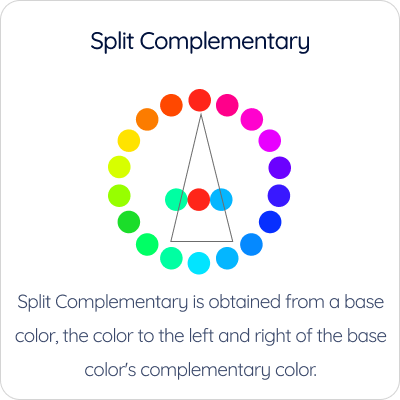 Split Complementary
Split Complementary is obtained from a base
color, the color to the left and right of the base
color's complementary color.